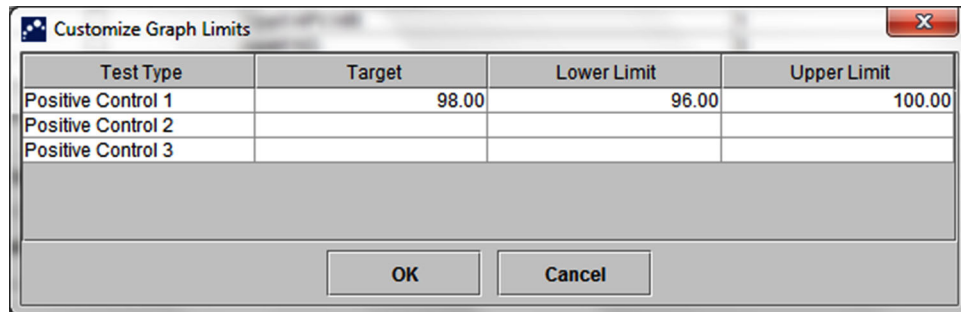 Customize Graph Limits
Test Type Target Lower Limit Upper Limit
Positive Control 1 98.00 96.00 100.00
Positive Control 2
Positive Control 3
OK Cancel